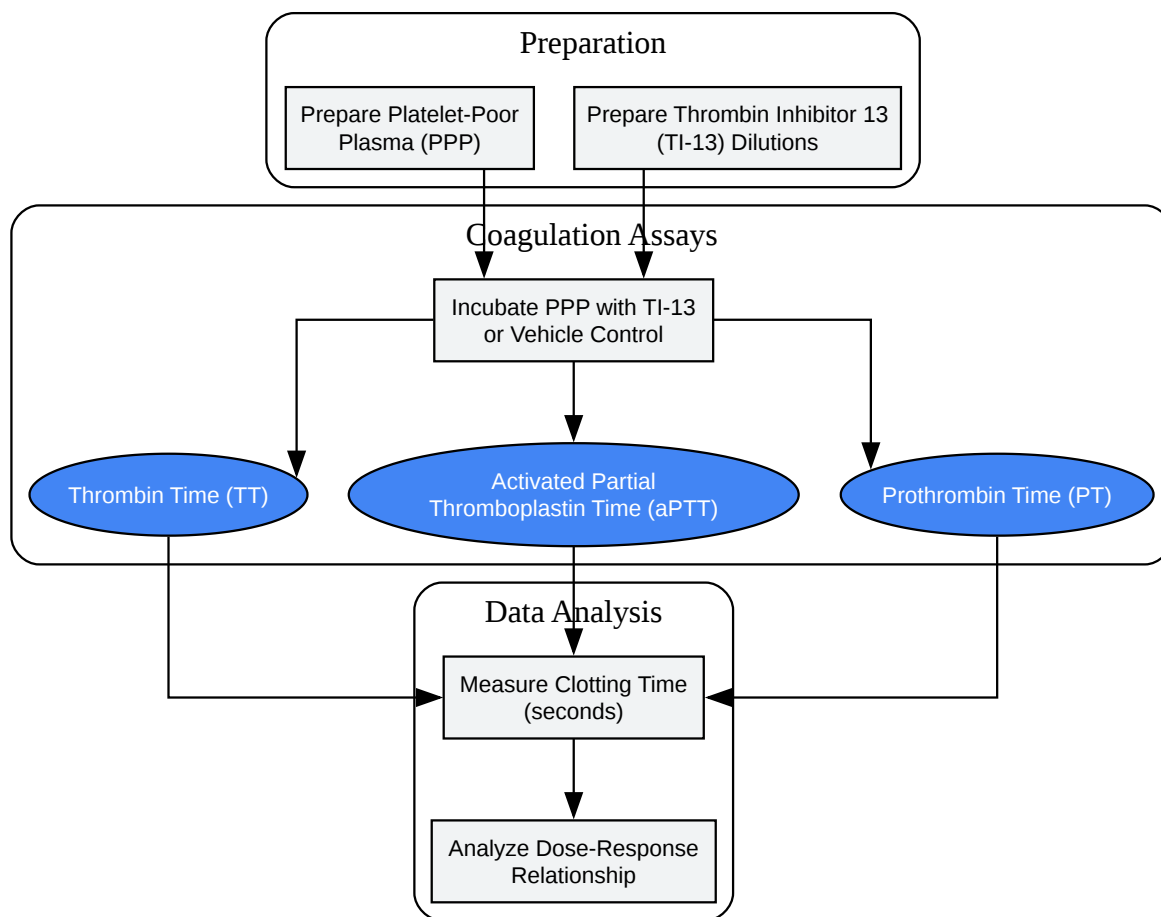 Preparation
Prepare Platelet-Poor
Plasma (PPP)
Prepare Thrombin Inhibitor 13
(TI-13) Dilutions
Coagulation Assays
Incubate PPP with TI-13
or Vehicle Control
Thrombin Time (TT)
Activated Partial
Thromboplastin Time (aPTT)
Prothrombin Time (PT)
Data Analysis
Measure Clotting Time
(seconds)
Analyze Dose-Response
Relationship